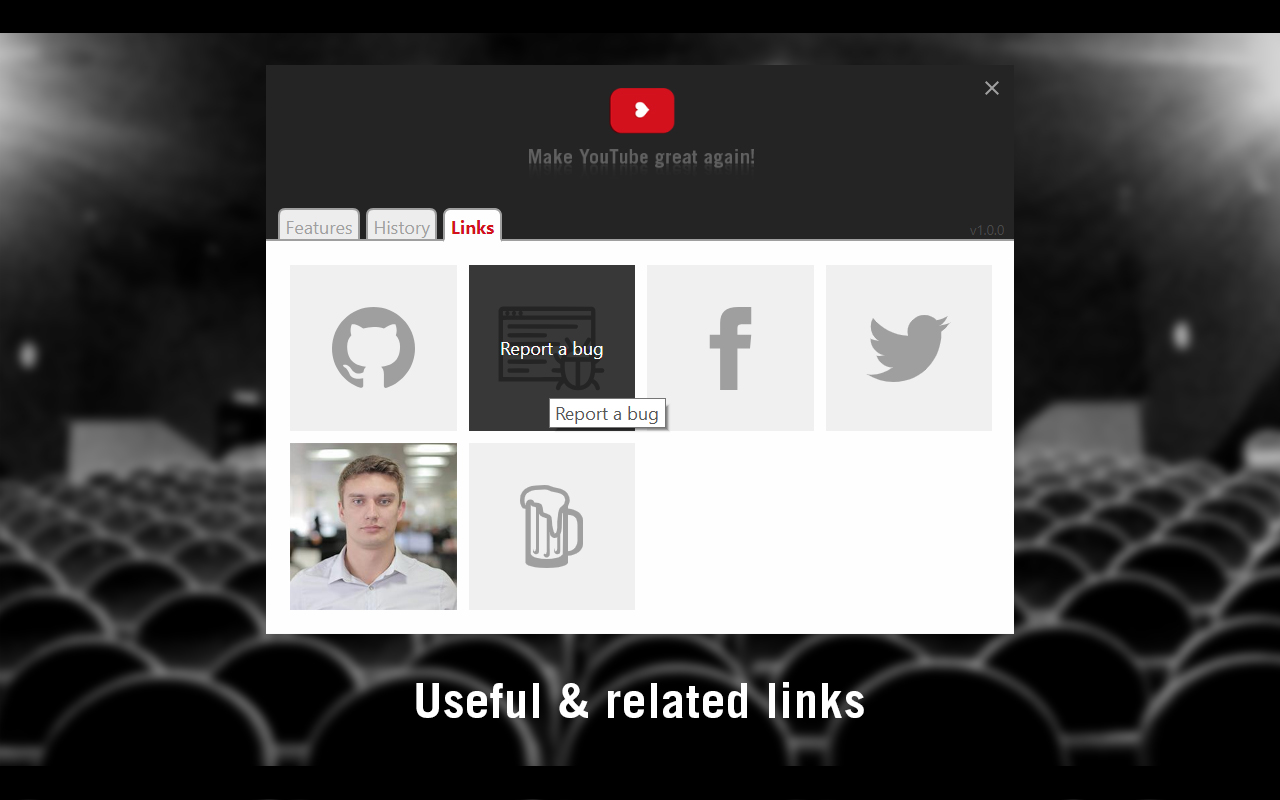 Make YouTube great again!
Features
History
Links
v1.0.0
Report a bug
Report a bug
Useful & related links